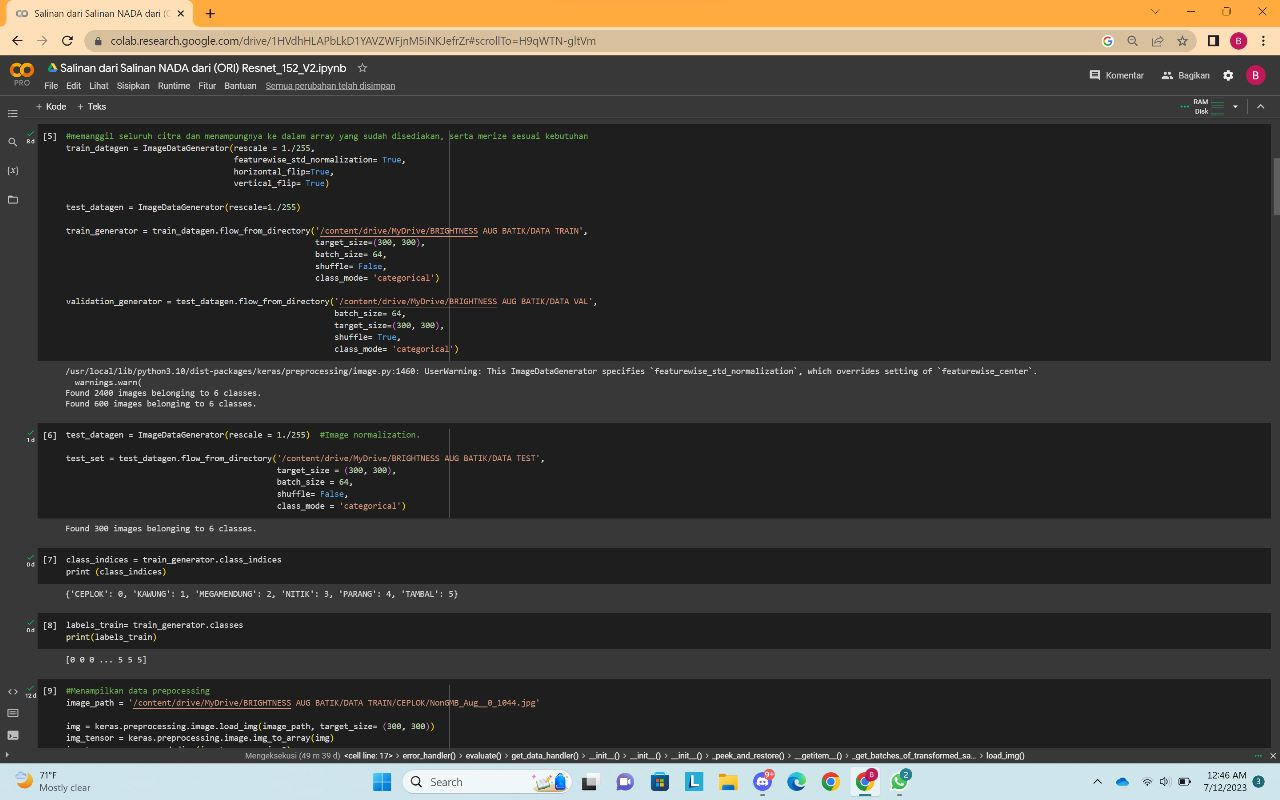 Salinan dari Salinan NADA dari (C
colab.research.google.com/drive/1HVdhHLAPbLkD1YAVZWFjnM5iNKJefrZr#scrollTo=H9qWTN-gltVm
B
PRO
Salinan dari Salinan NADA dari (ORI) Resnet_152_V2.ipynb
Komentar
Bagikan
B
File Edit Lihat Sisipkan Runtime Fitur Bantuan Semua perubahan telah disimpan
+ Kode + Teks
RAM
Disk
8d
[5] #memanggil seluruh citra dan menampungnya ke dalam array yang sudah disediakan, serta merize sesuai kebutuhan
train_datagen = ImageDataGenerator(rescale = 1./255,
featurewise_std_normalization= True,
horizontal_flip=True,
vertical_flip= True)
test_datagen = ImageDataGenerator(rescale=1./255)
train_generator = train_datagen.flow_from_directory('/content/drive/MyDrive/BRIGHTNESS AUG BATIK/DATA TRAIN',
target_size=(300, 300),
batch_size= 64,
shuffle= False,
class_mode= 'categorical')
validation_generator = test_datagen.flow_from_directory('/content/drive/MyDrive/BRIGHTNESS AUG BATIK/DATA VAL',
batch_size= 64,
target_size=(300, 300),
shuffle= True,
class_mode= 'categorical')
/usr/local/lib/python3.10/dist-packages/keras/preprocessing/image.py:1460: UserWarning: This ImageDataGenerator specifies `featurewise_std_normalization`, which overrides setting of `featurewise_center`.
warnings.warn(
Found 2400 images belonging to 6 classes.
Found 600 images belonging to 6 classes.
1d
[6] test_datagen = ImageDataGenerator(rescale = 1./255) #Image normalization.
test_set = test_datagen.flow_from_directory('/content/drive/MyDrive/BRIGHTNESS AUG BATIK/DATA TEST',
target_size = (300, 300),
batch_size = 64,
shuffle= False,
class_mode = 'categorical')
Found 300 images belonging to 6 classes.
0d
[7] class_indices = train_generator.class_indices
print (class_indices)
{'CEPLOK': 0, 'KAWUNG': 1, 'MEGAMENDUNG': 2, 'NITIK': 3, 'PARANG': 4, 'TAMBAL': 5}
0d
[8] labels_train= train_generator.classes
print(labels_train)
[0 0 0 ... 5 5 5]
12d
[9] #Menampilkan data prepocessing
image_path = '/content/drive/MyDrive/BRIGHTNESS AUG BATIK/DATA TRAIN/CEPLOK/NonGMB_Aug__0_1044.jpg'
img = keras.preprocessing.image.load_img(image_path, target_size= (300, 300))
img_tensor = keras.preprocessing.image.img_to_array(img)
Mengeksekusi (49 m 39 d) <cell line: 17> > error_handler() > evaluate() > get_data_handler() > __init__() > __init__() > __init__() > _peek_and_restore() > __getitem__() > _get_batches_of_transformed_sa... > load_img()
71°F
Mostly clear
Search
L
9+
B
2
12:46 AM
7/12/2023
3